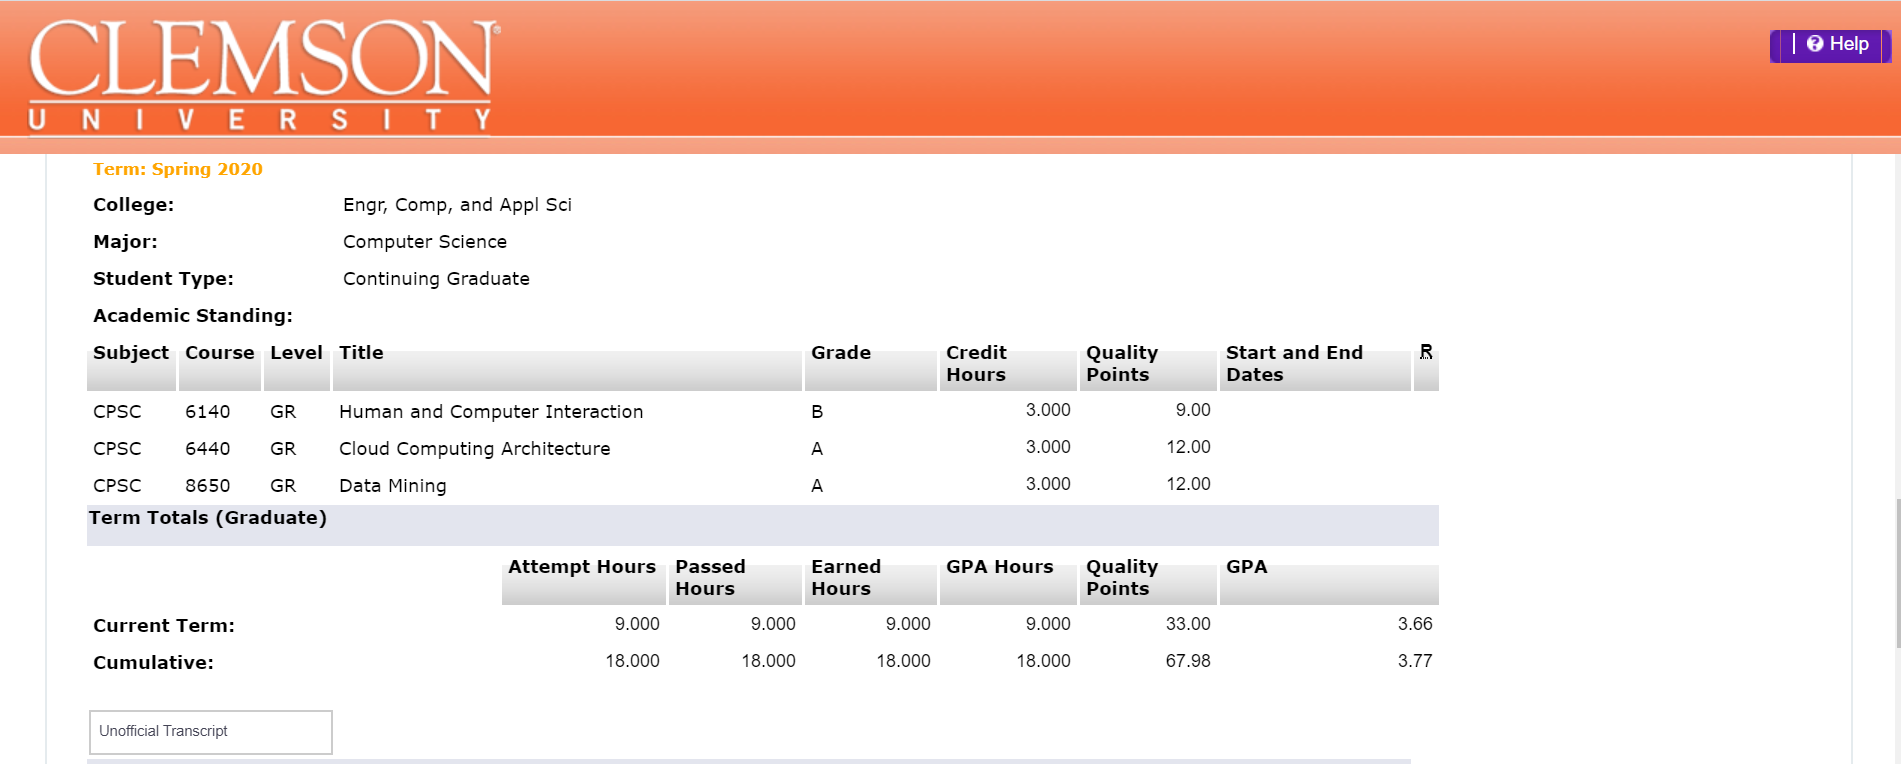 CLEMSON®
UNIVERSITY
| ? Help
Term: Spring 2020
College: Engr, Comp, and Appl Sci
Major: Computer Science
Student Type: Continuing Graduate
Academic Standing:
Subject Course Level Title Grade Credit Hours Quality Points Start and End Dates R
CPSC 6140 GR Human and Computer Interaction B 3.000 9.00
CPSC 6440 GR Cloud Computing Architecture A 3.000 12.00
CPSC 8650 GR Data Mining A 3.000 12.00
Term Totals (Graduate)
Attempt Hours Passed Hours Earned Hours GPA Hours Quality Points GPA
Current Term: 9.000 9.000 9.000 9.000 33.00 3.66
Cumulative: 18.000 18.000 18.000 18.000 67.98 3.77
Unofficial Transcript